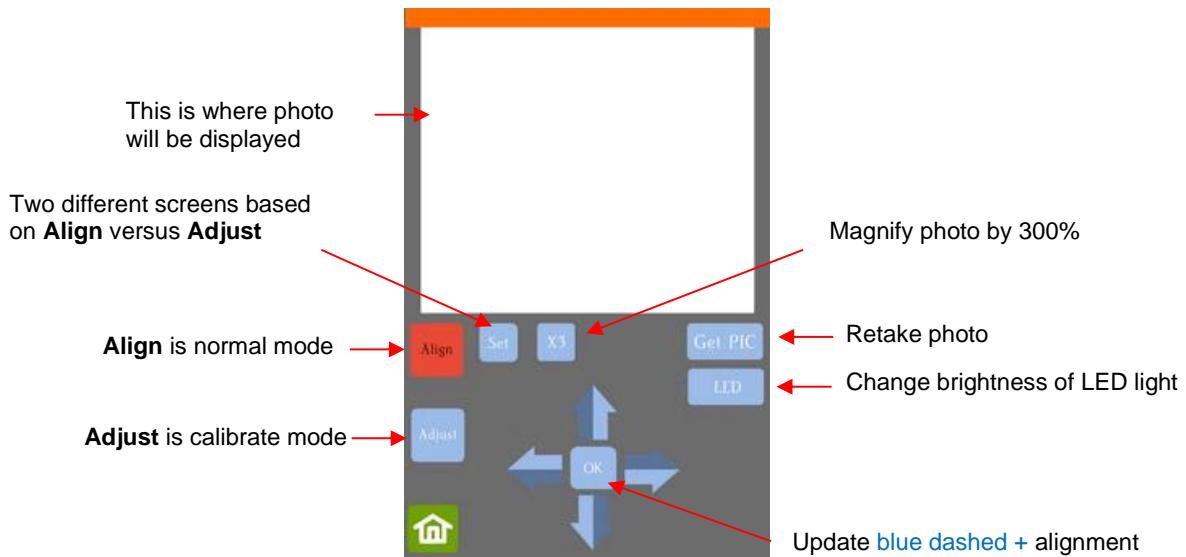 This is where photo
will be displayed
Two different screens based
on Align versus Adjust
Magnify photo by 300%
Align is normal mode
Align
Set
X3
Get PIC
Retake photo
LED
Change brightness of LED light
Adjust is calibrate mode
Adjust
OK
Update blue dashed + alignment